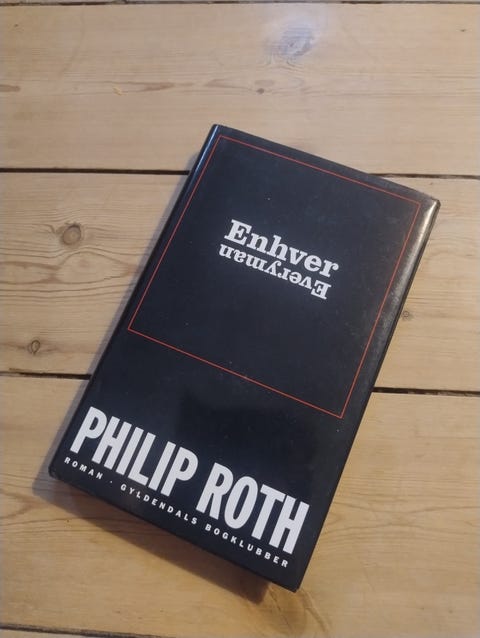 Enhver
Everyman
PHILIP ROTH
ROMAN · GYLDENDALS BOGKLUBBER